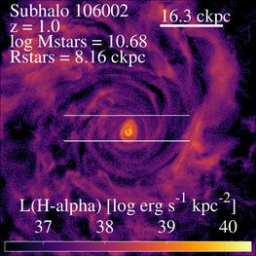 Subhalo 106002
16.3 ckpc
z = 1.0
log Mstars = 10.68
Rstars = 8.16 ckpc
L(H-alpha) [log erg s⁻¹ kpc⁻²]
37 38 39 40